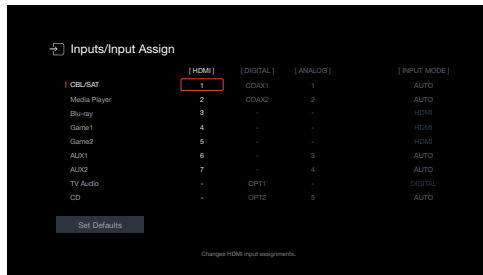 Inputs/Input Assign
[ HDMI ] [ DIGITAL ] [ ANALOG ] [ INPUT MODE ]
CBL/SAT 1 COAX1 1 AUTO
Media Player 2 COAX2 2 AUTO
Blu-ray 3 - - HDMI
Game1 4 - - HDMI
Game2 5 - - HDMI
AUX1 6 - 3 AUTO
AUX2 7 - 4 AUTO
TV Audio - OPT1 - DIGITAL
CD - OPT2 5 AUTO
Set Defaults
Changes HDMI input assignments.